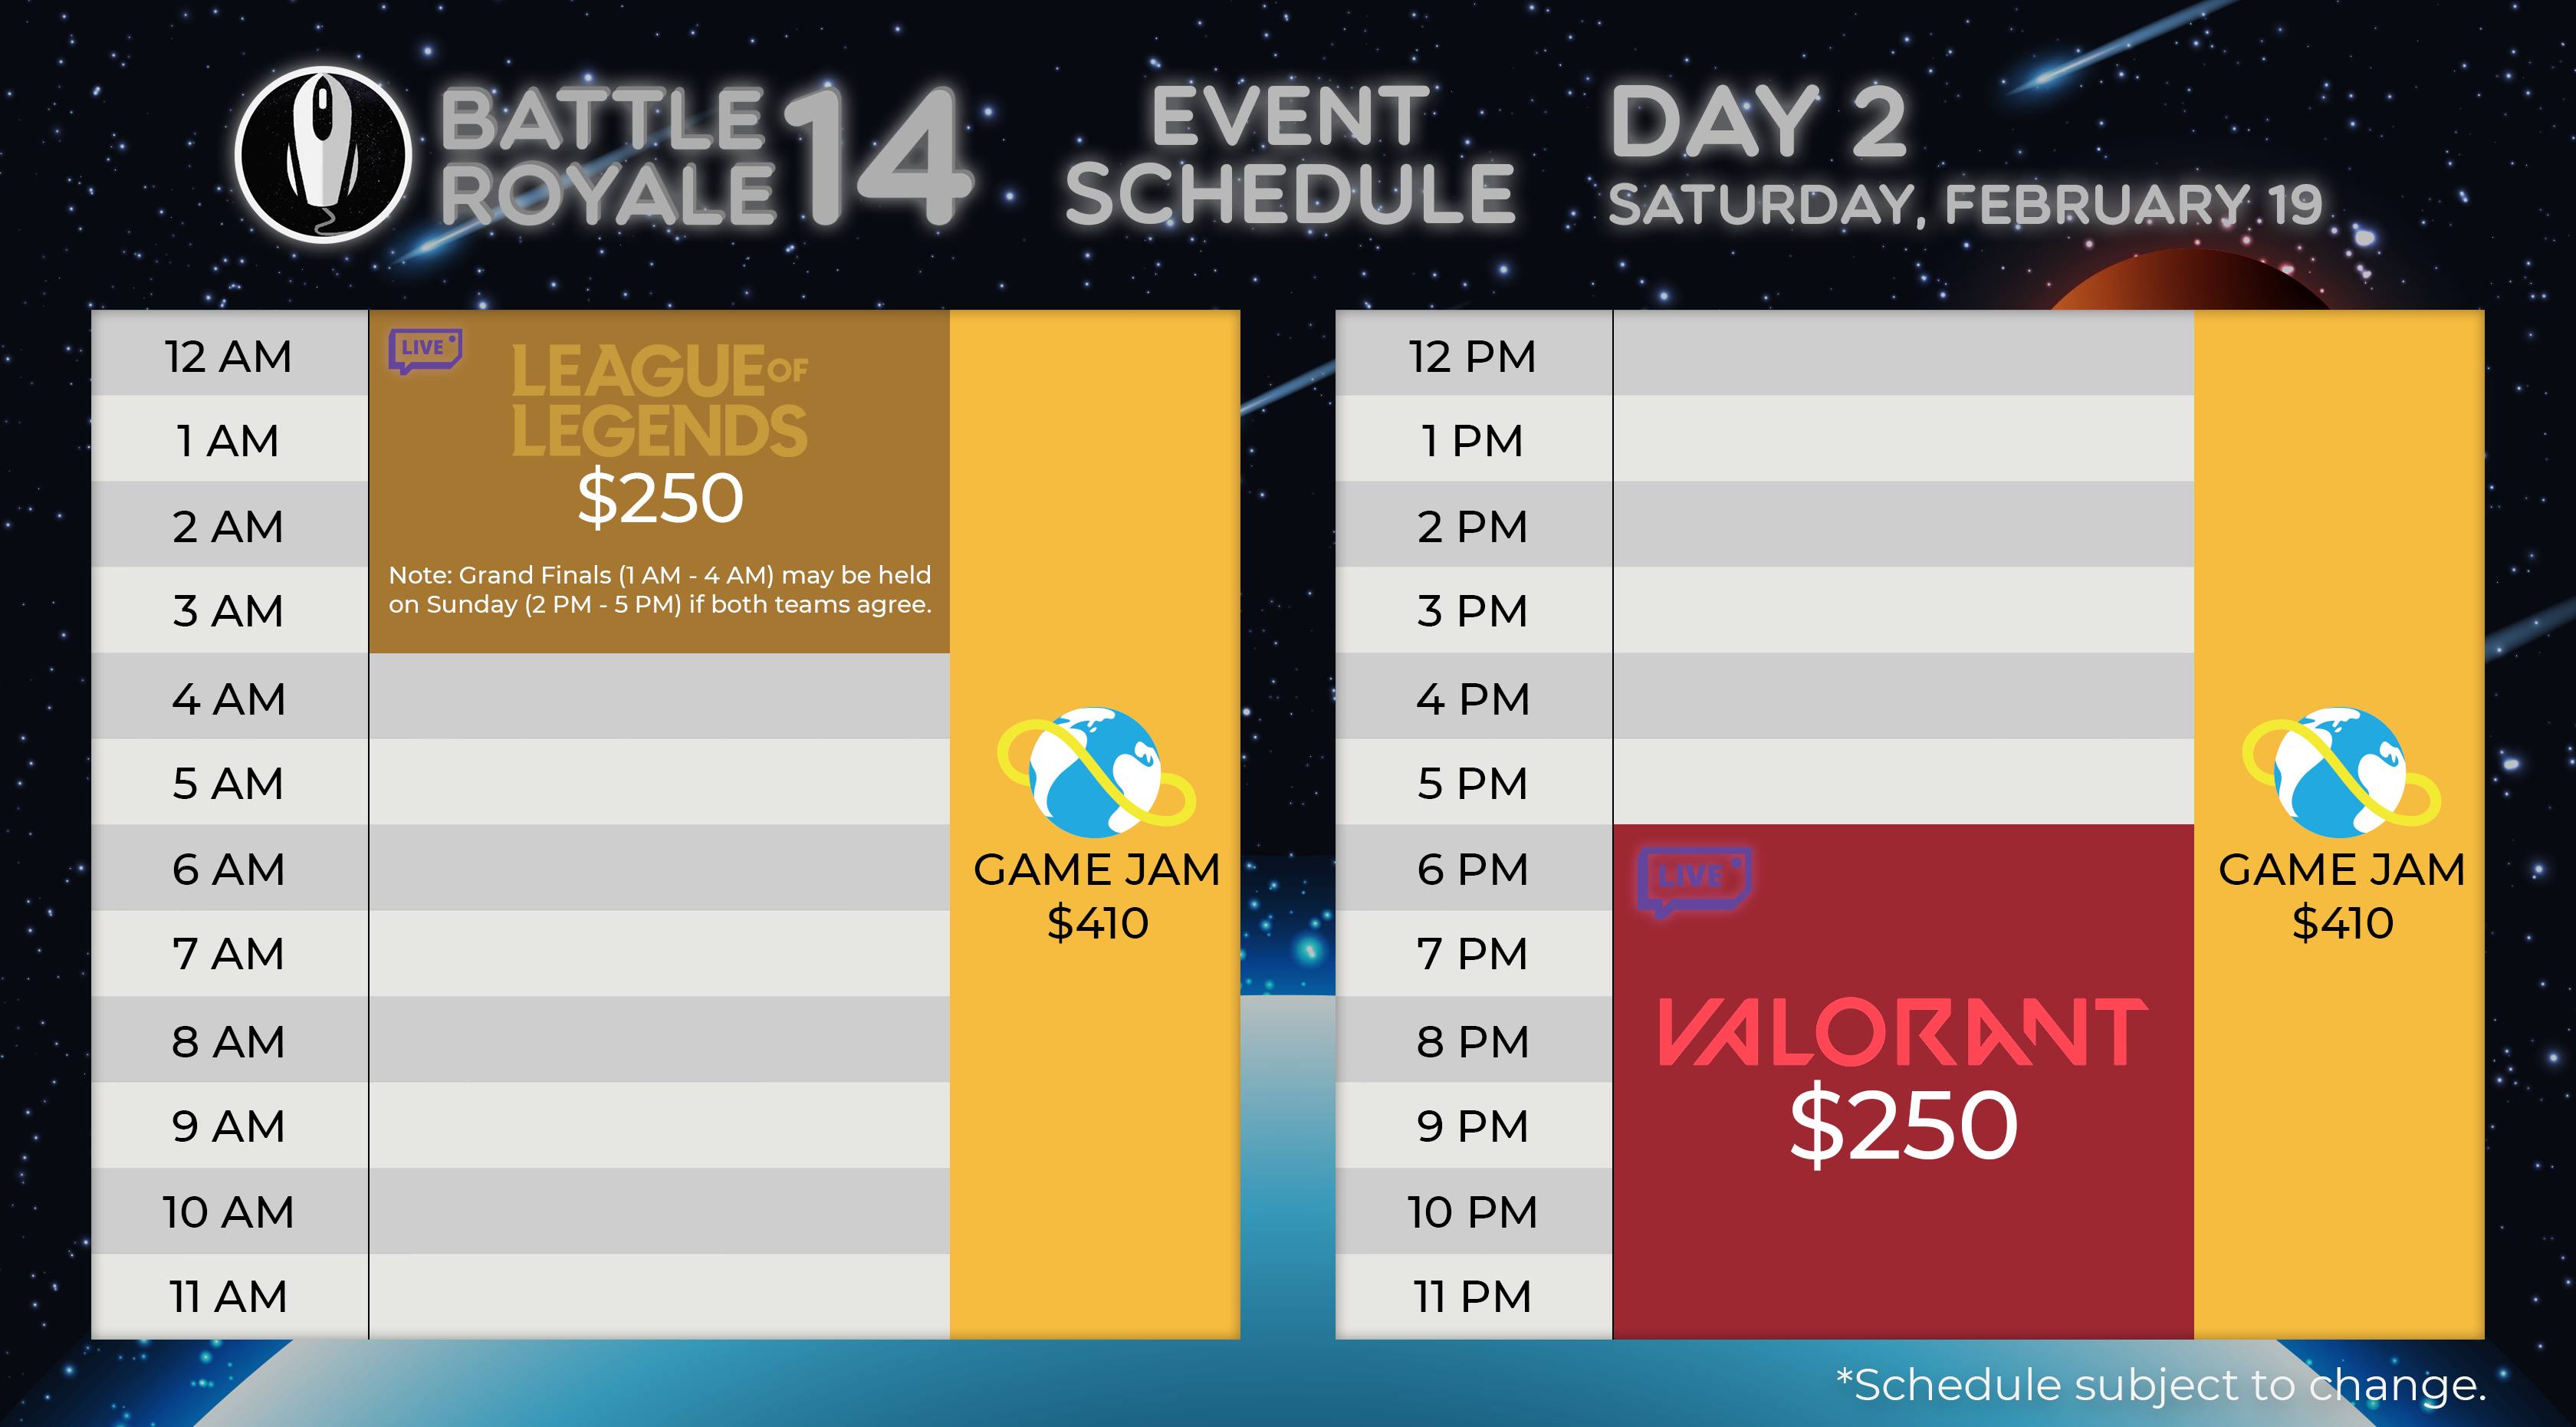 BATTLE
ROYALE 14
EVENT
SCHEDULE
DAY 2
SATURDAY, FEBRUARY 19
12 AM
1 AM
2 AM
3 AM
4 AM
5 AM
6 AM
7 AM
8 AM
9 AM
10 AM
11 AM
LIVE
LEAGUE OF
LEGENDS
$250
Note: Grand Finals (1 AM - 4 AM) may be held
on Sunday (2 PM - 5 PM) if both teams agree.
GAME JAM
$410
12 PM
1 PM
2 PM
3 PM
4 PM
5 PM
6 PM
7 PM
8 PM
9 PM
10 PM
11 PM
LIVE
VALORANT
$250
GAME JAM
$410
*Schedule subject to change.